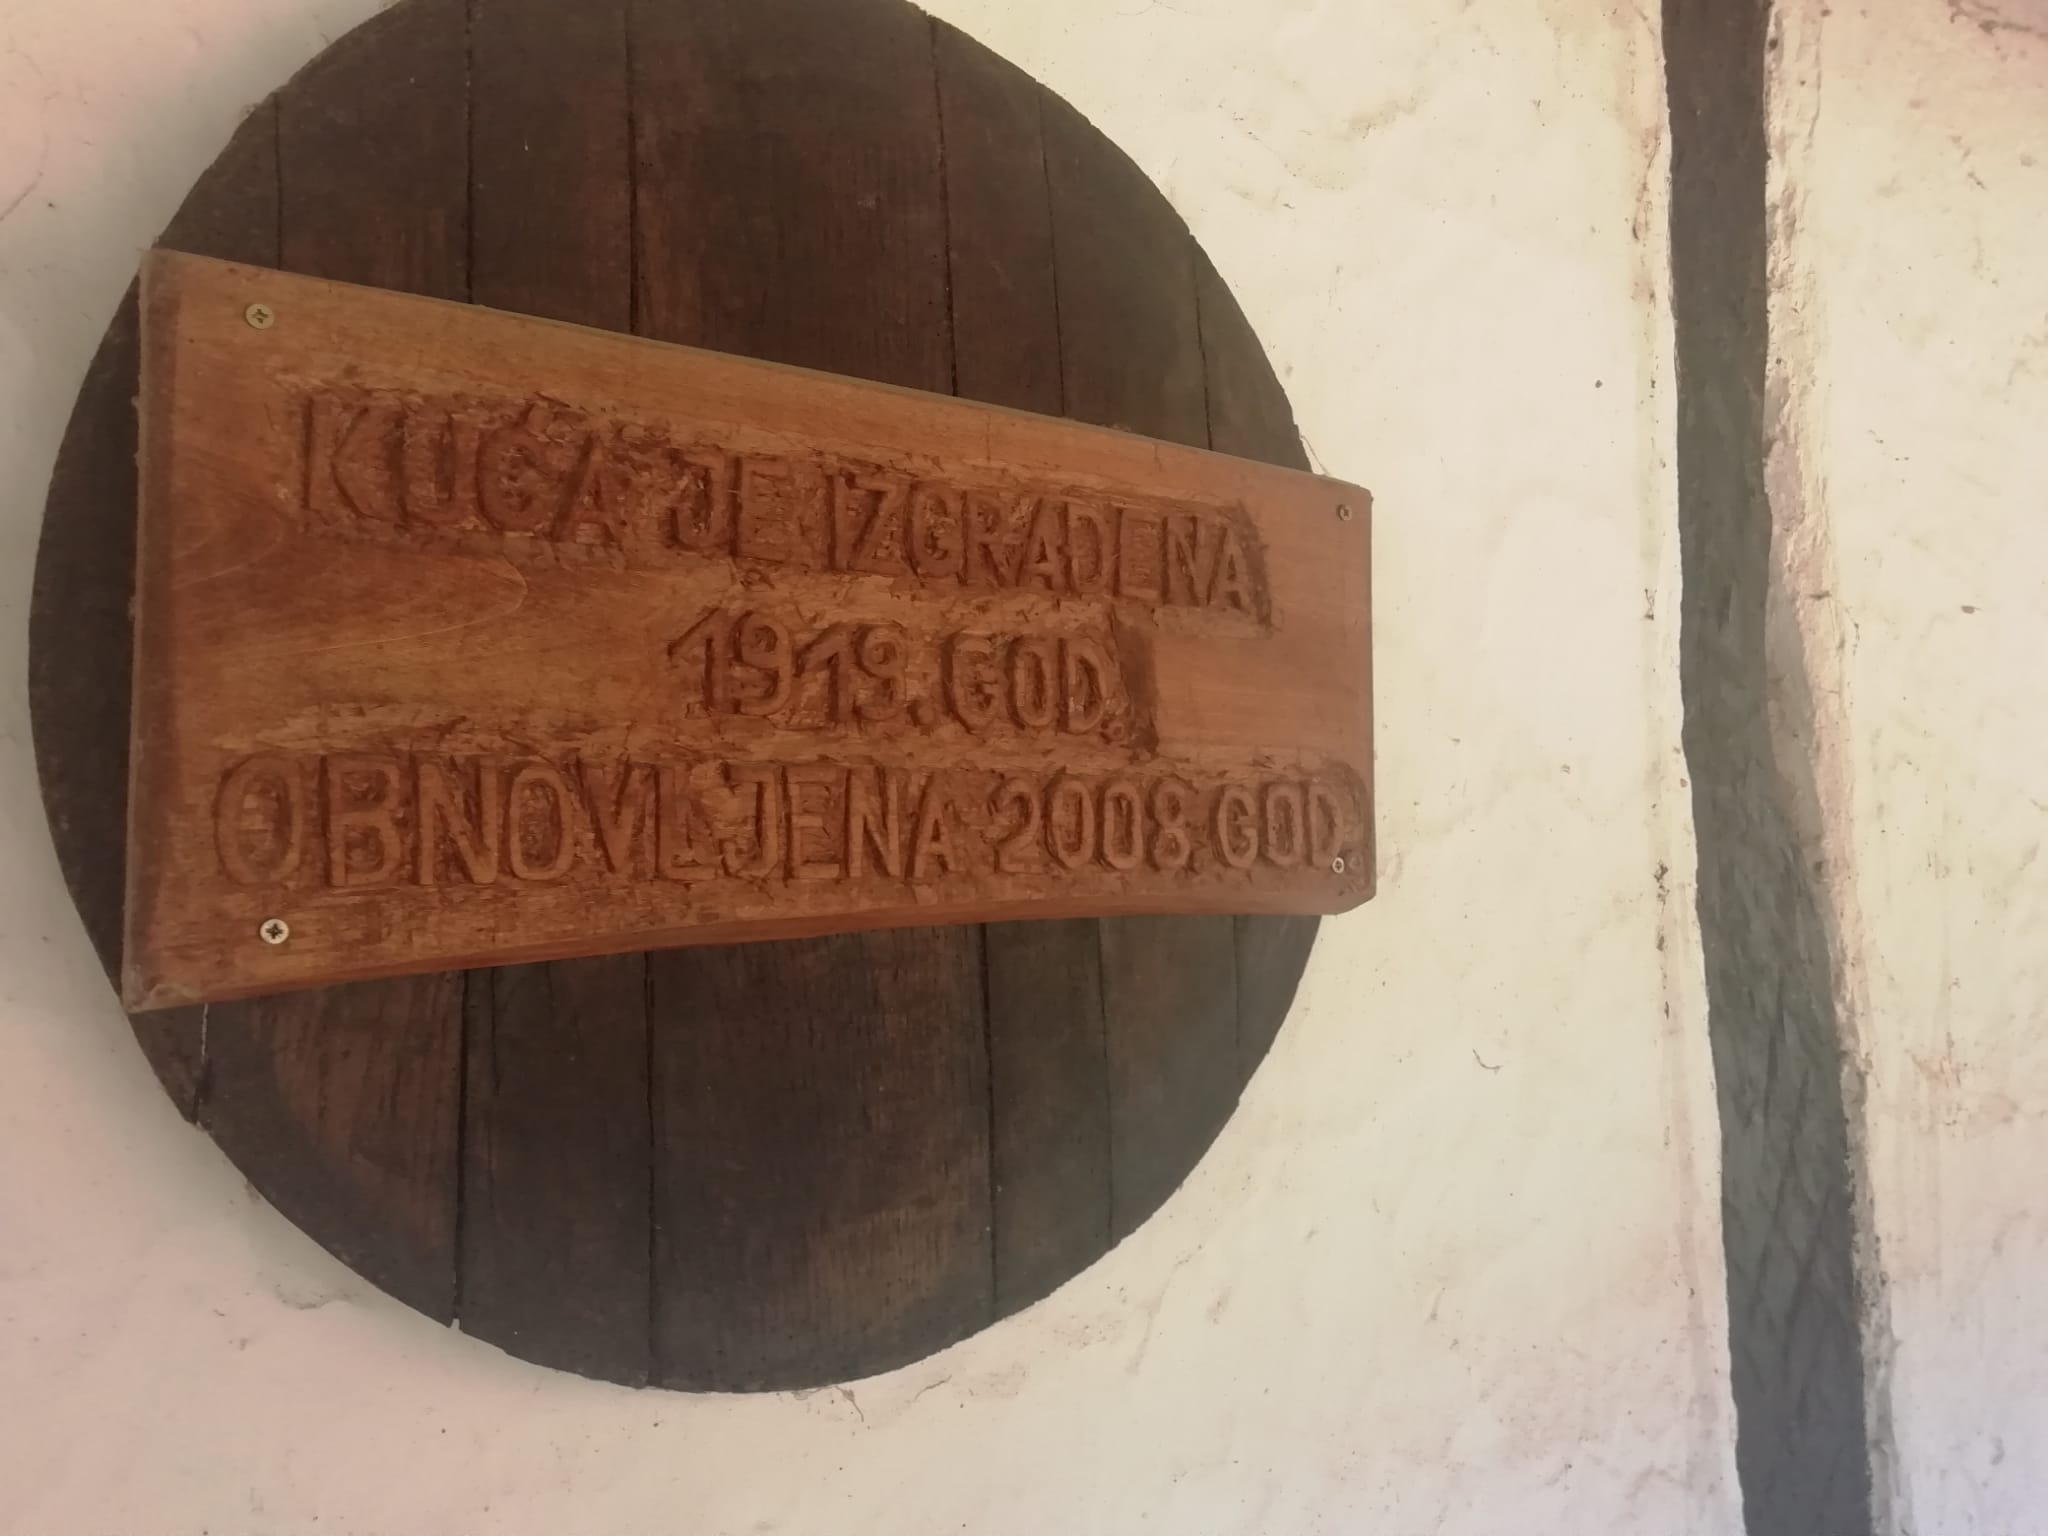 KUĆA JE IZGRAĐENA
1919. GOD.
OBNOVLJENA 2008. GOD.